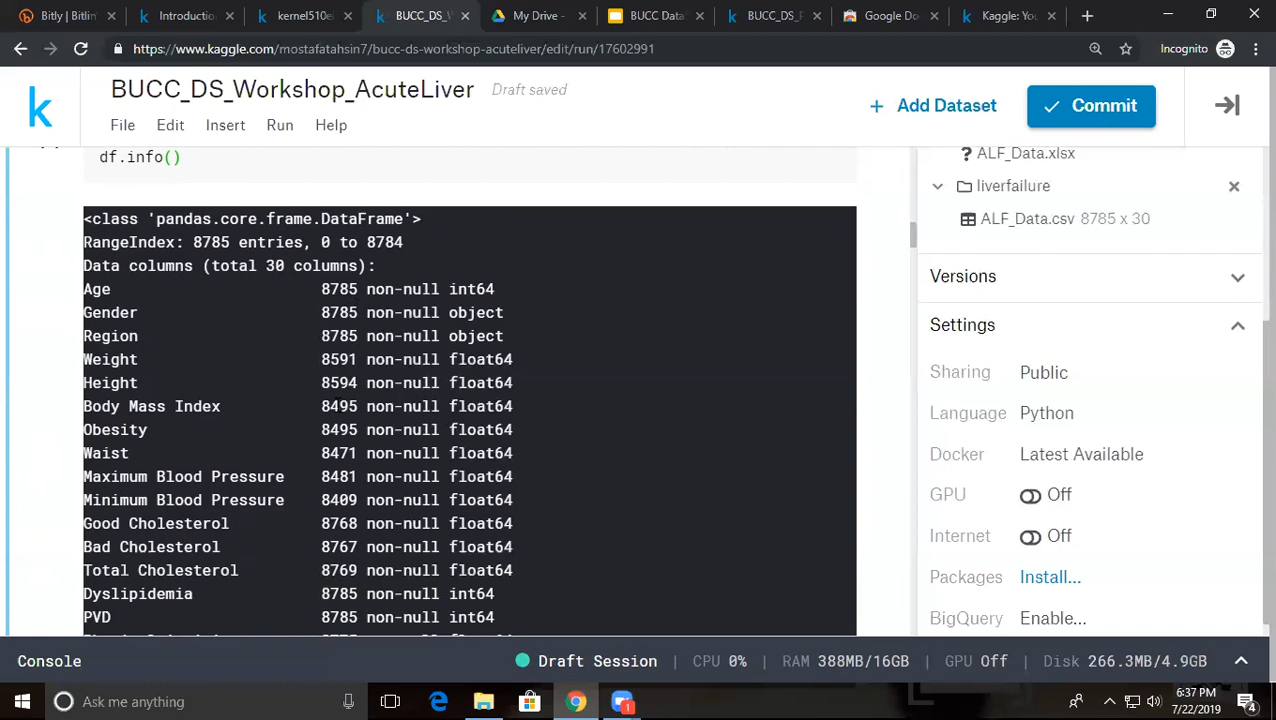 Bitly | Bitlin
Introduction
kernel510e
BUCC_DS_W
My Drive -
BUCC Data
BUCC_DS_F
Google Do
Kaggle: Yo
https://www.kaggle.com/mostafatahsin7/bucc-ds-workshop-acuteliver/edit/run/17602991
Incognito
k
BUCC_DS_Workshop_AcuteLiver
Draft saved
+ Add Dataset
Commit
File
Edit
Insert
Run
Help
df.info()
<class 'pandas.core.frame.DataFrame'>
RangeIndex: 8785 entries, 0 to 8784
Data columns (total 30 columns):
Age 8785 non-null int64
Gender 8785 non-null object
Region 8785 non-null object
Weight 8591 non-null float64
Height 8594 non-null float64
Body Mass Index 8495 non-null float64
Obesity 8495 non-null float64
Waist 8471 non-null float64
Maximum Blood Pressure 8481 non-null float64
Minimum Blood Pressure 8409 non-null float64
Good Cholesterol 8768 non-null float64
Bad Cholesterol 8767 non-null float64
Total Cholesterol 8769 non-null float64
Dyslipidemia 8785 non-null int64
PVD 8785 non-null int64
? ALF_Data.xlsx
liverfailure
ALF_Data.csv 8785 x 30
Versions
Settings
Sharing Public
Language Python
Docker Latest Available
GPU Off
Internet Off
Packages Install...
BigQuery Enable...
Console
Draft Session | CPU 0% | RAM 388MB/16GB | GPU Off | Disk 266.3MB/4.9GB
Ask me anything
1
6:37 PM
7/22/2019
4